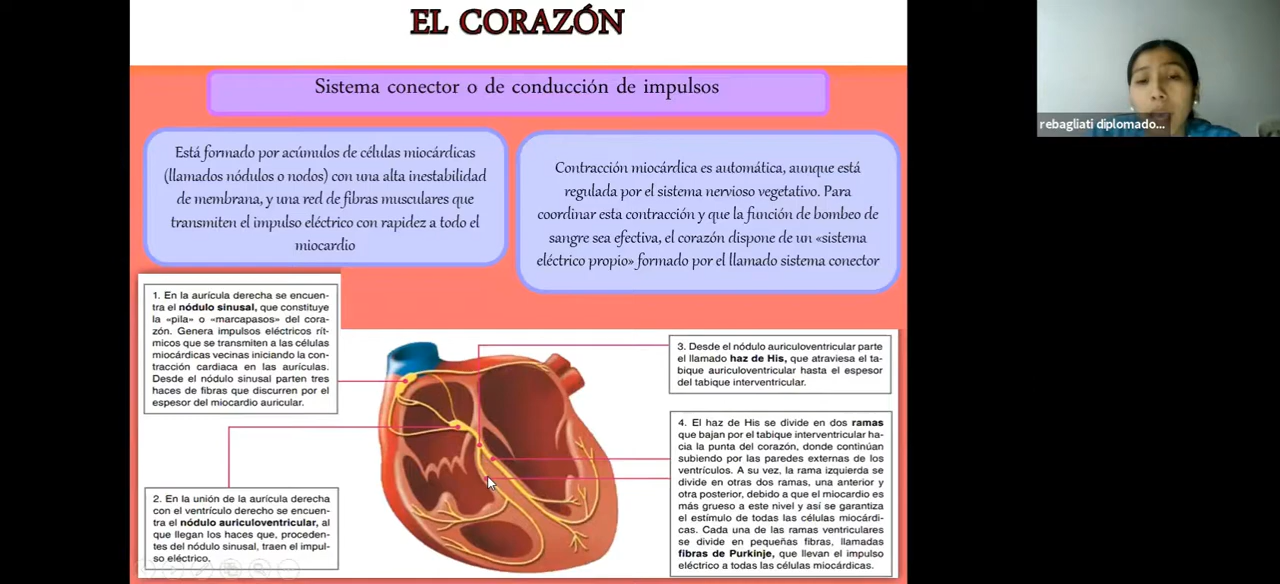 EL CORAZÓN
Sistema conector o de conducción de impulsos
Está formado por acúmulos de células miocárdicas
(llamados nódulos o nodos) con una alta inestabilidad
de membrana, y una red de fibras musculares que
transmiten el impulso eléctrico con rapidez a todo el
miocardio
Contracción miocárdica es automática, aunque está
regulada por el sistema nervioso vegetativo. Para
coordinar esta contracción y que la función de bombeo de
sangre sea efectiva, el corazón dispone de un «sistema
eléctrico propio» formado por el llamado sistema conector
1. En la aurícula derecha se encuen-
tra el nódulo sinusal, que constituye
la «pila» o «marcapasos» del cora-
zón. Genera impulsos eléctricos rít-
micos que se transmiten a las células
miocárdicas vecinas iniciando la con-
tracción cardiaca en las aurículas.
Desde el nódulo sinusal parten tres
haces de fibras que discurren por el
espesor del miocardio auricular.
2. En la unión de la aurícula derecha
con el ventrículo derecho se encuen-
tra el nódulo auriculoventricular, al
que llegan los haces que, proceden-
tes del nódulo sinusal, traen el impul-
so eléctrico.
3. Desde el nódulo auriculoventricular parte
el llamado haz de His, que atraviesa el ta-
bique auriculoventricular hasta el espesor
del tabique interventricular.
4. El haz de His se divide en dos ramas
que bajan por el tabique interventricular ha-
cia la punta del corazón, donde continúan
subiendo por las paredes externas de los
ventrículos. A su vez, la rama izquierda se
divide en otras dos ramas, una anterior y
otra posterior, debido a que el miocardio es
más grueso a este nivel y así se garantiza
el estímulo de todas las células miocárdi-
cas. Cada una de las ramas ventriculares
se divide en pequeñas fibras, llamadas
fibras de Purkinje, que llevan el impulso
eléctrico a todas las células miocárdicas.
rebagliati diplomado...